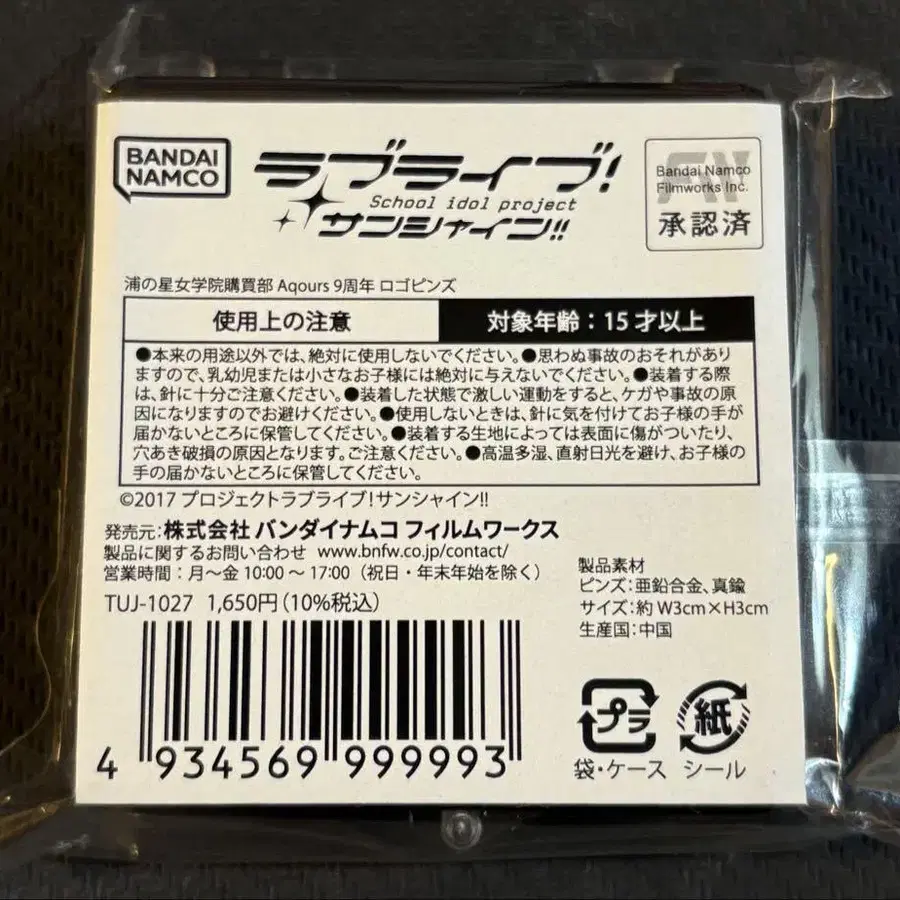 BANDAI
NAMCO
ラブライブ!
School idol project
サンシャイン!!
Bandai Namco
Filmworks Inc.
承認済
浦の星女学院購買部 Aqours 9周年 ロゴピンズ
使用上の注意
対象年齢:15才以上
●本来の用途以外では、絶対に使用しないでください。●思わぬ事故のおそれがあり
ますので、乳幼児または小さなお子様には絶対に与えないでください。●装着する際
は、針に十分ご注意ください。●装着した状態で激しい運動をすると、ケガや事故の原
因になりますのでお避けください。●使用しないときは、針に気を付けてお子様の手が
届かないところに保管してください。●装着する生地によっては表面に傷がついたり、
穴あき破損の原因となります。ご注意ください。●高温多湿、直射日光を避け、お子様の
手の届かないところに保管してください。
©2017 プロジェクトラブライブ!サンシャイン!!
発売元:株式会社 バンダイナムコ フィルムワークス
製品に関するお問い合わせ www.bnfw.co.jp/contact/
営業時間:月〜金 10:00 〜 17:00(祝日・年末年始を除く)
TUJ-1027 1,650円(10%税込)
製品素材
ピンズ:亜鉛合金、真鍮
サイズ:約 W3cm×H3cm
生産国:中国
4 934569 999993
プラ
袋・ケース
紙
シール